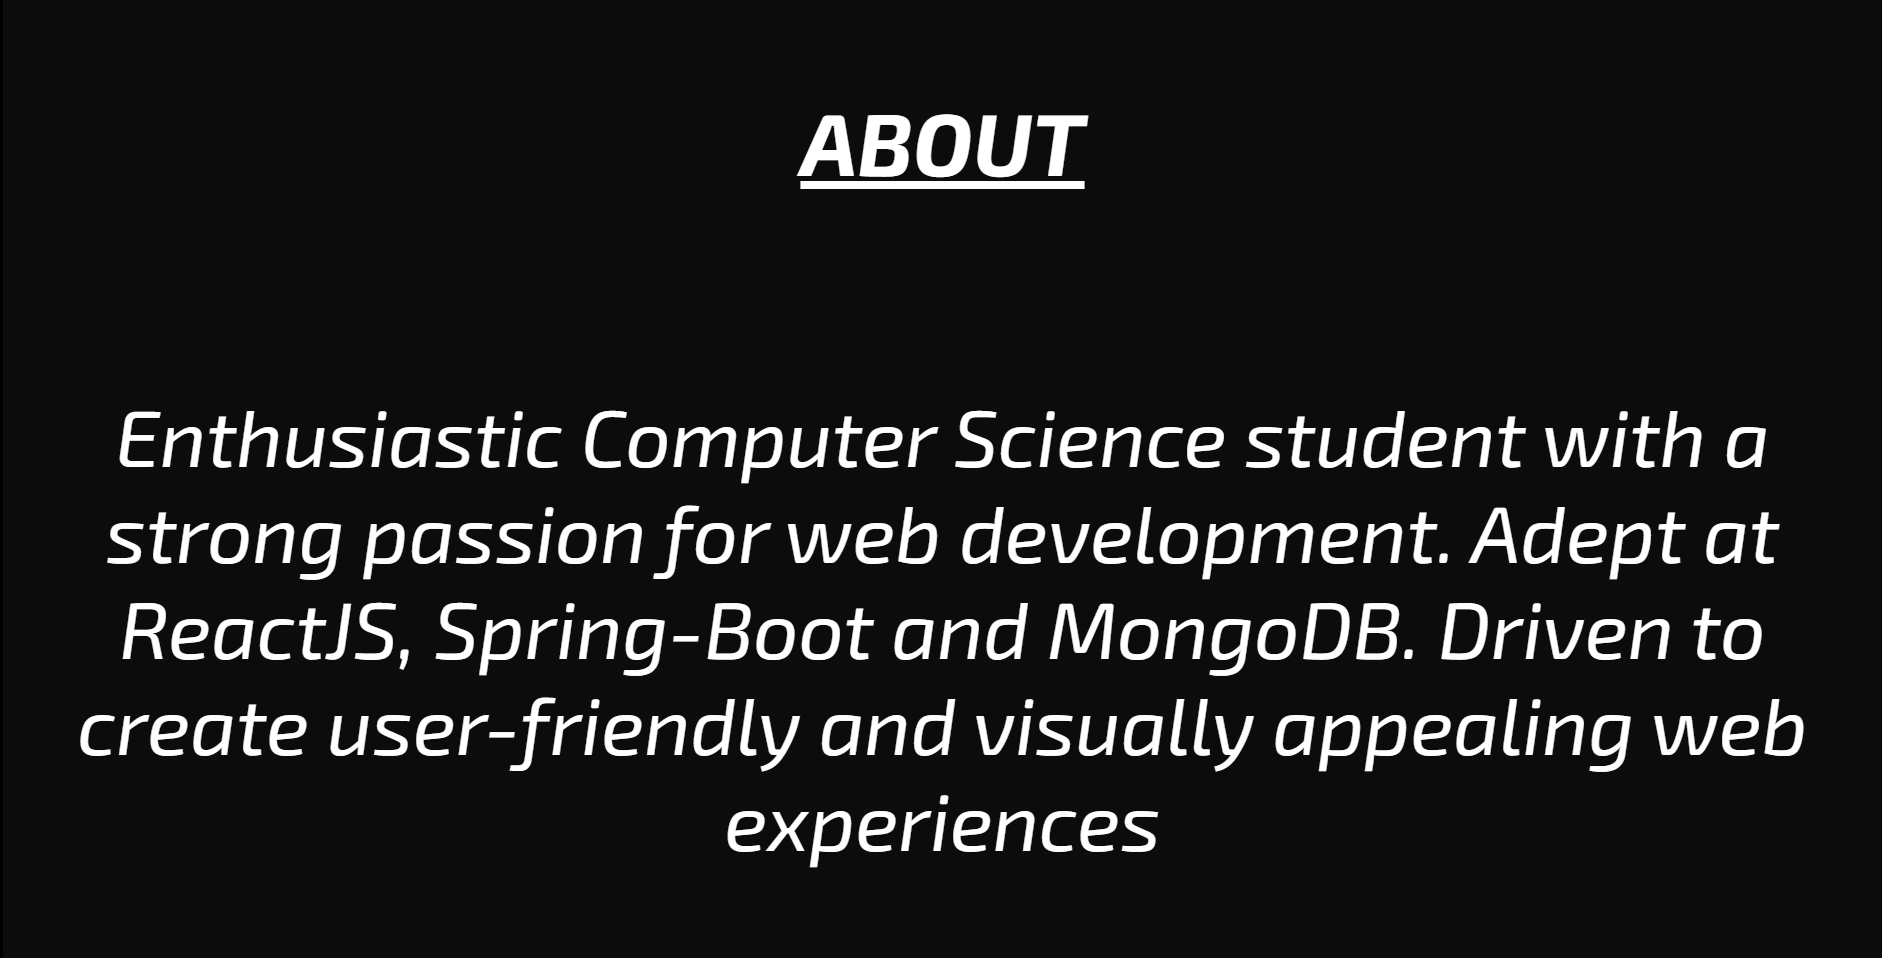 ABOUT
Enthusiastic Computer Science student with a
strong passion for web development. Adept at
ReactJS, Spring-Boot and MongoDB. Driven to
create user-friendly and visually appealing web
experiences